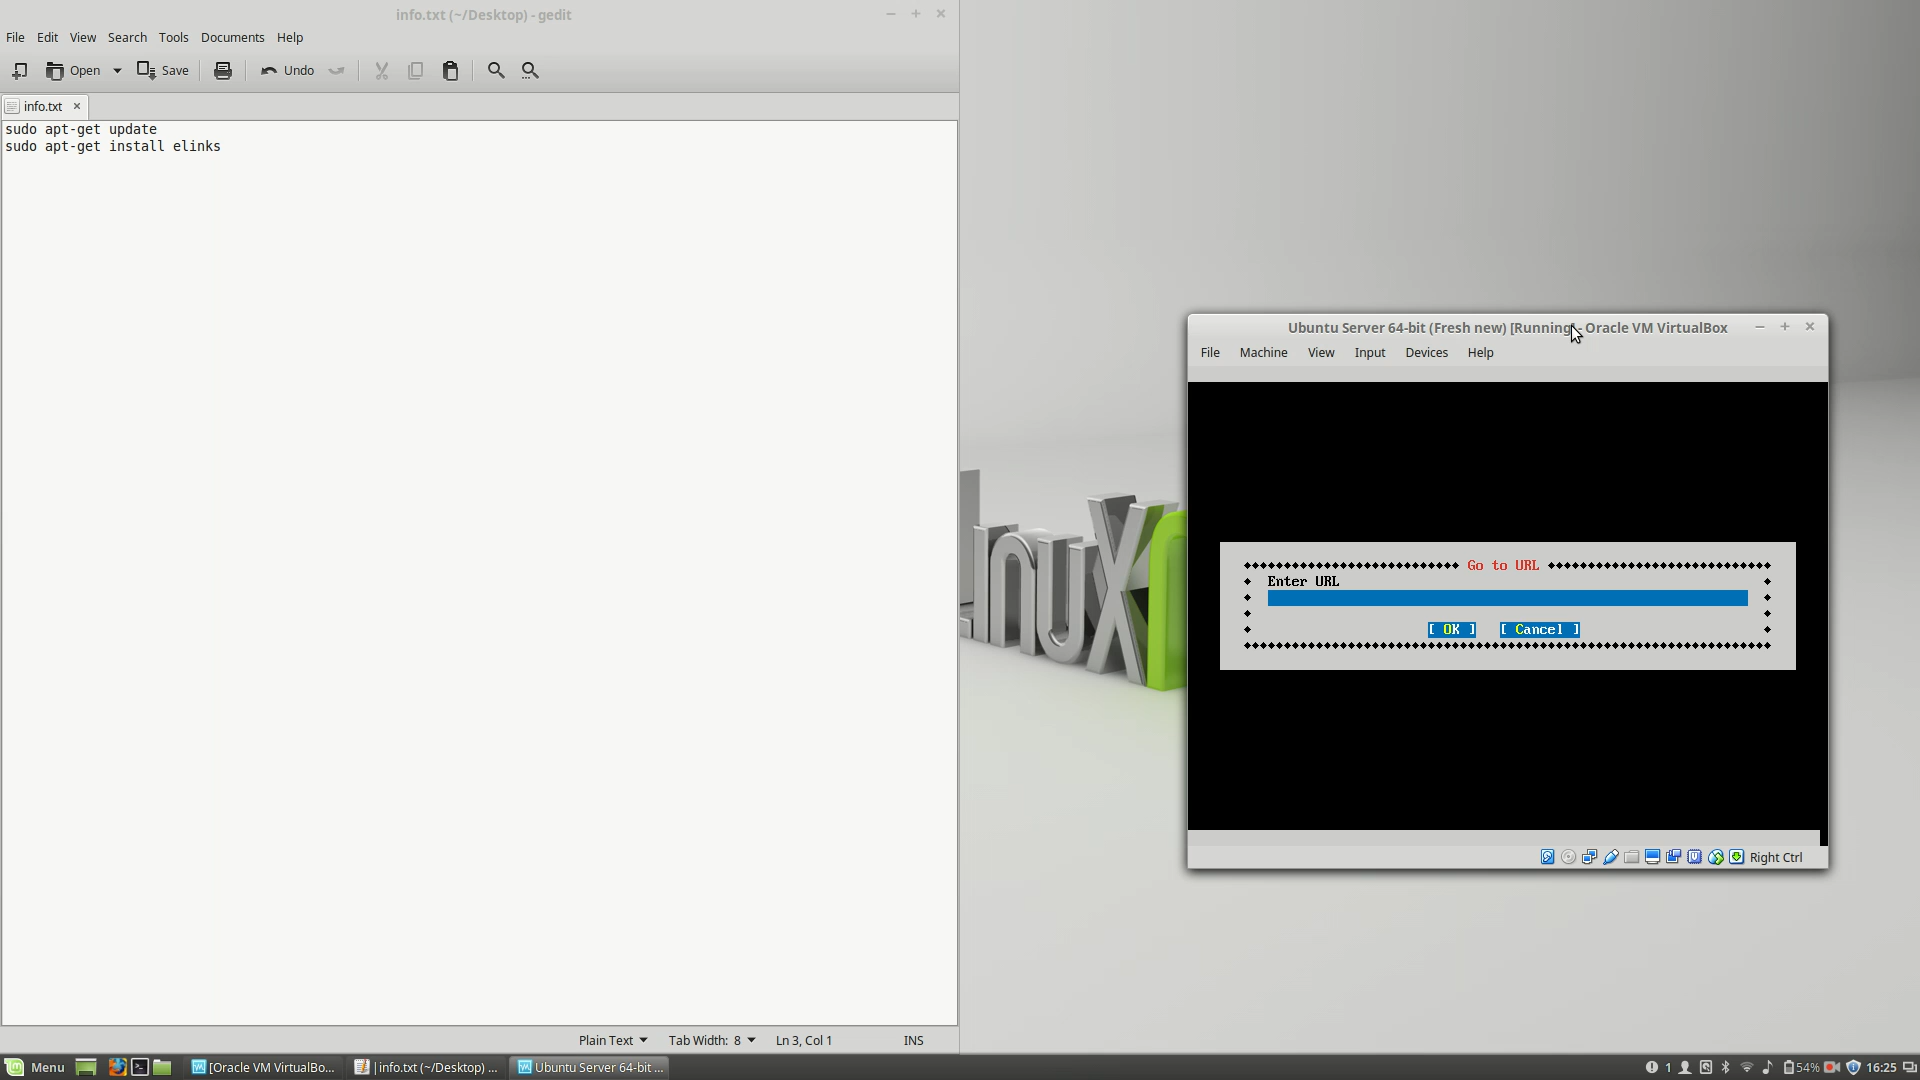 info.txt (~/Desktop) - gedit
File Edit View Search Tools Documents Help
Open Save Undo
info.txt
sudo apt-get update
sudo apt-get install elinks
Plain Text Tab Width: 8 Ln 3, Col 1 INS
Ubuntu Server 64-bit (Fresh new) [Running] - Oracle VM VirtualBox
File Machine View Input Devices Help
Go to URL
Enter URL
[ OK ] [ Cancel ]
Right Ctrl
Linux
Menu [Oracle VM VirtualBo... info.txt (~/Desktop) ... Ubuntu Server 64-bit ... 1 54% 16:25